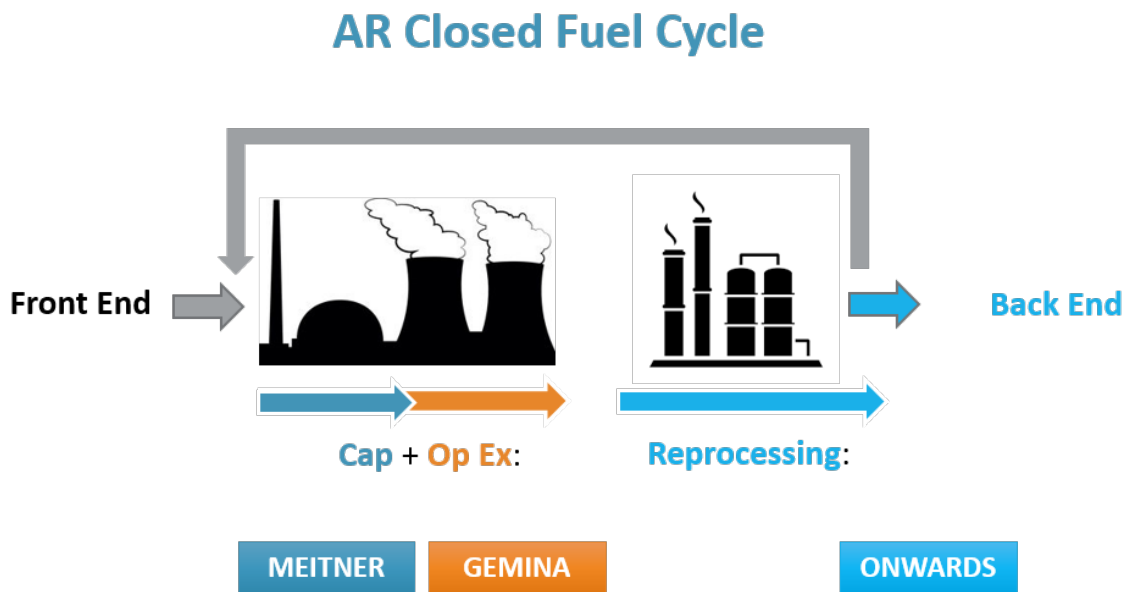 AR Closed Fuel Cycle
Front End
Back End
Cap + Op Ex:
Reprocessing:
MEITNER
GEMINA
ONWARDS